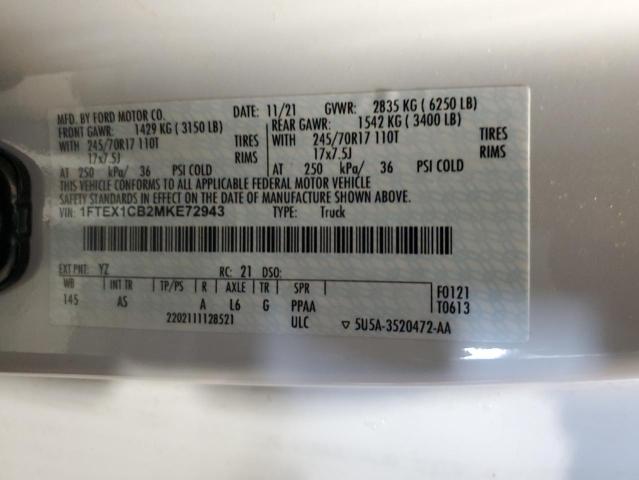 MFD. BY FORD MOTOR CO. DATE: 11/21 GVWR: 2835 KG ( 6250 LB)
FRONT GAWR: 1429 KG ( 3150 LB) REAR GAWR: 1542 KG ( 3400 LB)
WITH 245/70R17 110T TIRES WITH 245/70R17 110T TIRES
17x7.5J RIMS 17x7.5J RIMS
AT 250 kPa/ 36 PSI COLD AT 250 kPa/ 36 PSI COLD
THIS VEHICLE CONFORMS TO ALL APPLICABLE FEDERAL MOTOR VEHICLE
SAFETY STANDARDS IN EFFECT ON THE DATE OF MANUFACTURE SHOWN ABOVE.
VIN: 1FTEX1CB2MKE72943 TYPE: Truck
EXT PNT: YZ RC: 21 DSO:
WB INT TR TP/PS R AXLE TR SPR F0121
145 AS A L6 G PPAA T0613
2202111128521 ULC ▽ 5U5A-3520472-AA